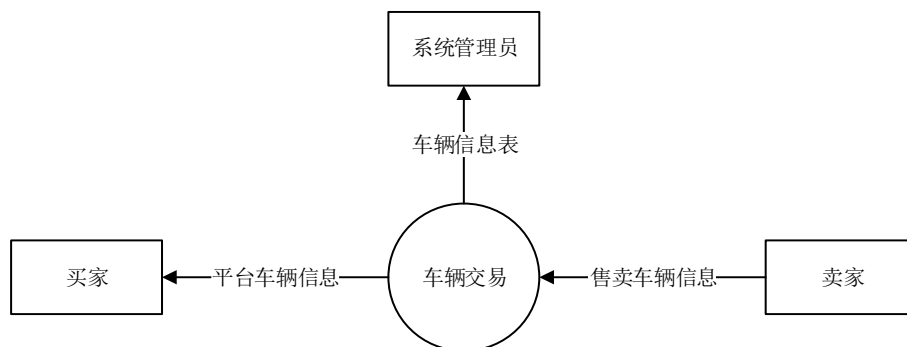 系统管理员
车辆信息表
买家
平台车辆信息
车辆交易
售卖车辆信息
卖家